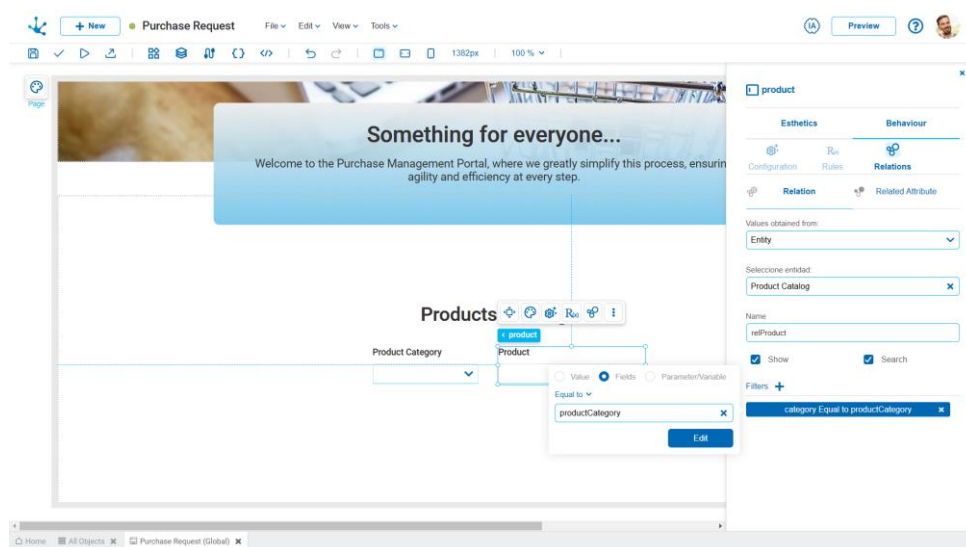 + New
Purchase Request
File
Edit
View
Tools
IA
Preview
?
1382px
100 %
Page
Something for everyone...
Welcome to the Purchase Management Portal, where we greatly simplify this process, ensurin
agility and efficiency at every step.
Products
product
Product Category
Product
Value
Fields
Parameter/Variable
Equal to
productCategory
Edit
product
Esthetics
Behaviour
Configuration
Rules
Relations
Relation
Related Attribute
Values obtained from:
Entity
Seleccione entidad:
Product Catalog
Name
relProduct
Show
Search
Filters +
category Equal to productCategory
Home
All Objects
Purchase Request (Global)